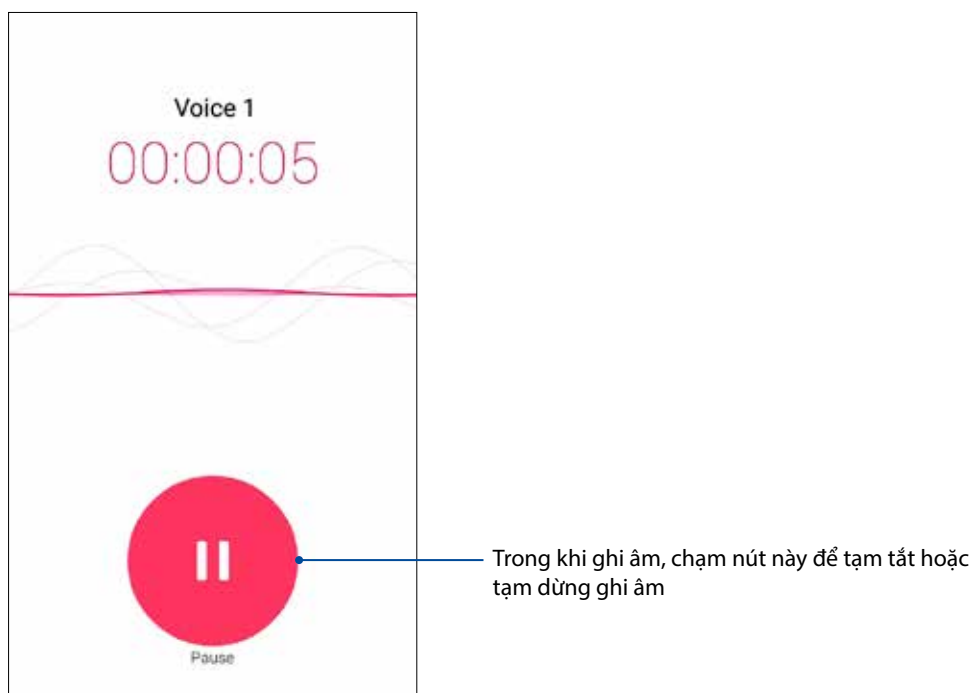 Voice 1
00:00:05
Trong khi ghi âm, chạm nút này để tạm tắt hoặc
tạm dừng ghi âm
Pause